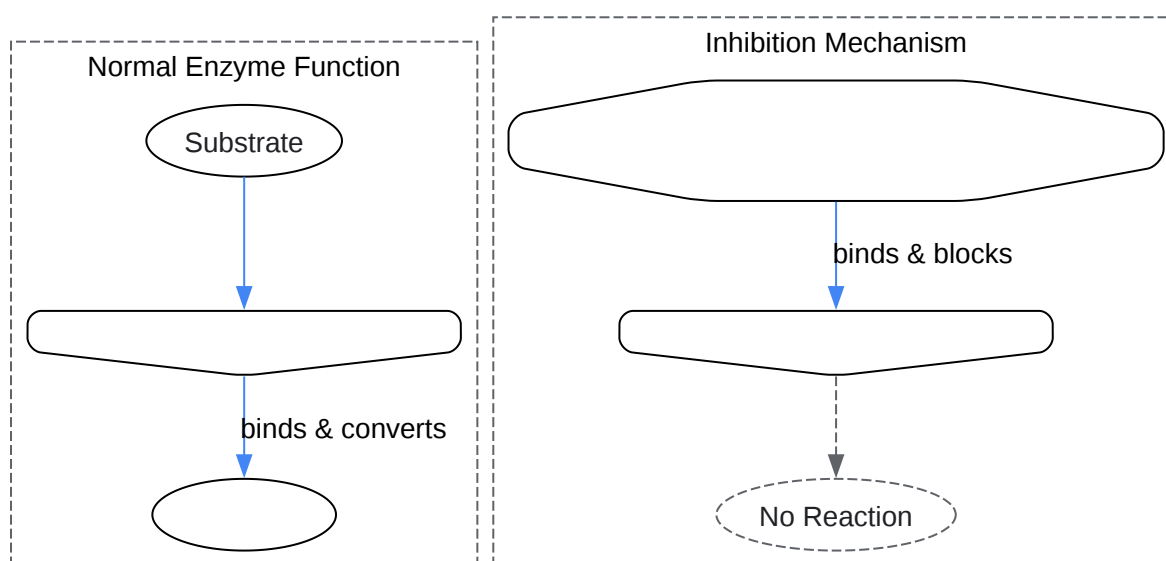 Normal Enzyme Function
Substrate
binds & converts
Inhibition Mechanism
binds & blocks
No Reaction